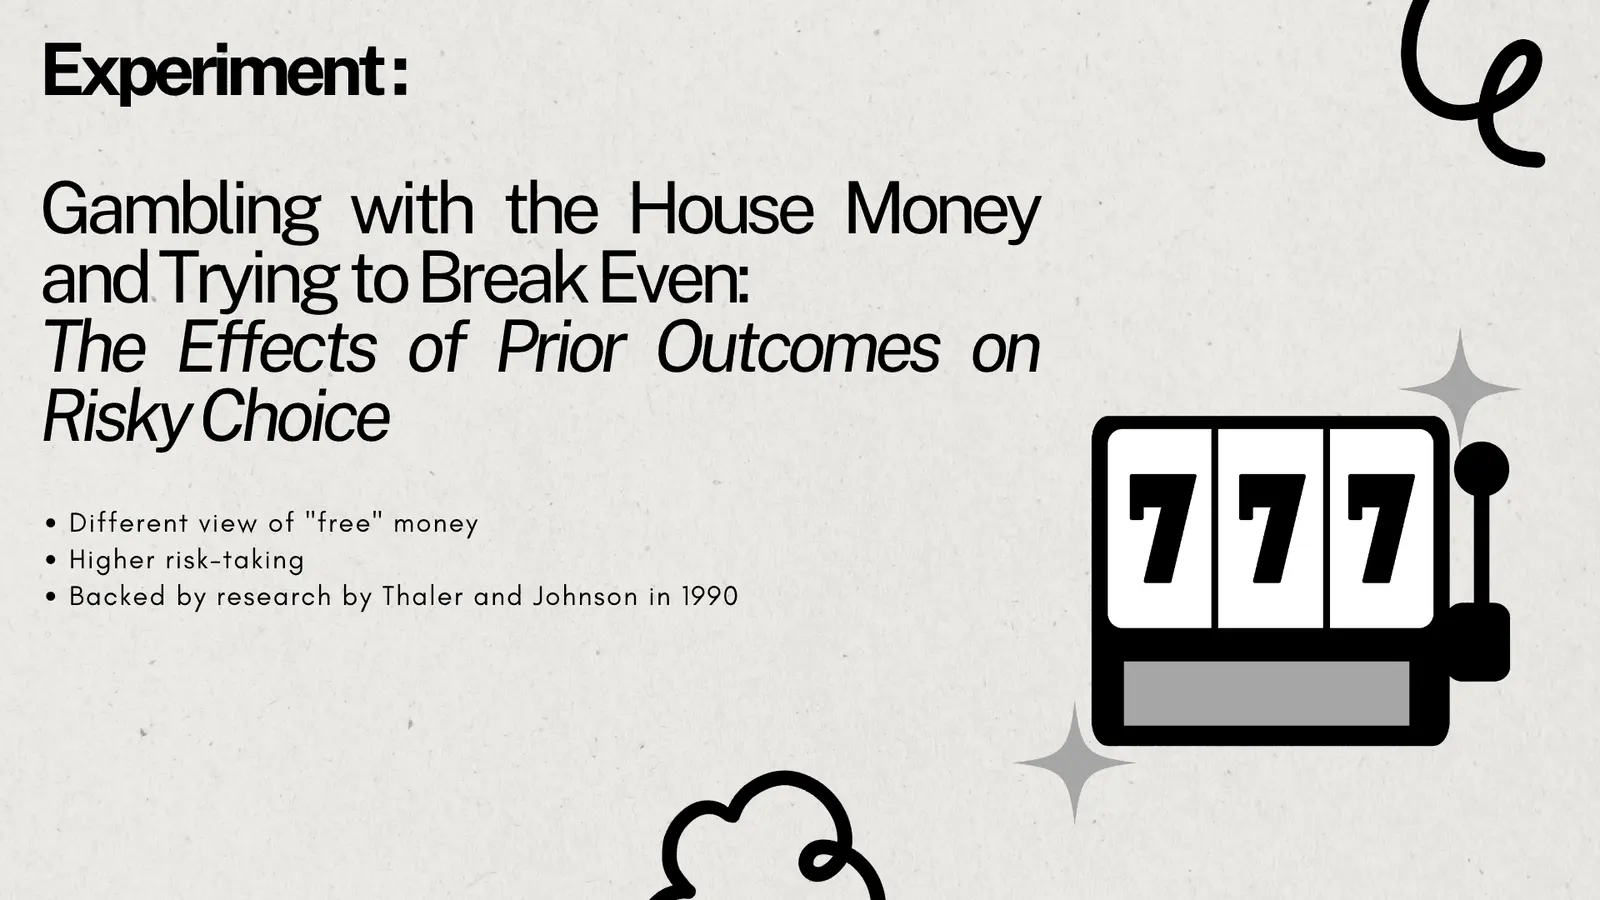 Experiment :
Gambling with the House Money
and Trying to Break Even:
The Effects of Prior Outcomes on
Risky Choice
• Different view of "free" money
• Higher risk-taking
• Backed by research by Thaler and Johnson in 1990
777